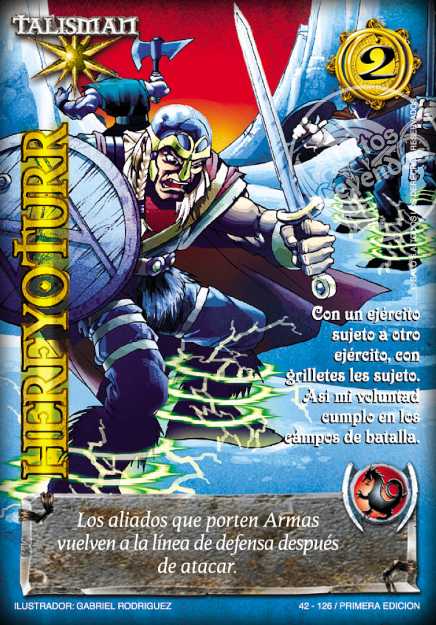 TALISMAN
2
HIEREYOTURR
Con un ejército
sujeto a otro
ejército, con
grilletes les sujeto.
Así mi voluntad
cumplo en los
campos de batalla.
Los aliados que porten Armas
vuelven a la línea de defensa después
de atacar.
ILUSTRADOR: GABRIEL RODRIGUEZ
42 - 126 / PRIMERA EDICION